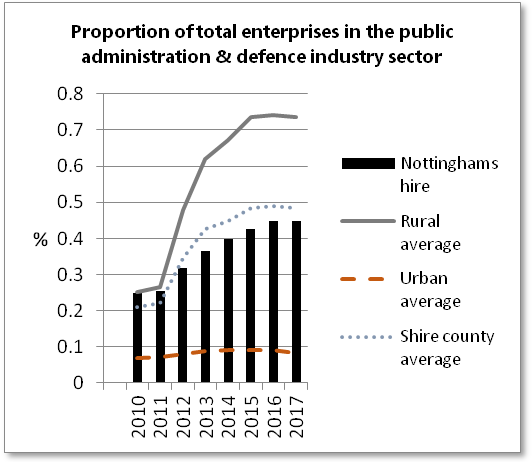 Proportion of total enterprises in the public
administration & defence industry sector
0.8
0.7
0.6
0.5
0.4
0.3
0.2
0.1
0
%
2010
2011
2012
2013
2014
2015
2016
2017
Nottinghams
hire
Rural
average
Urban
average
Shire county
average